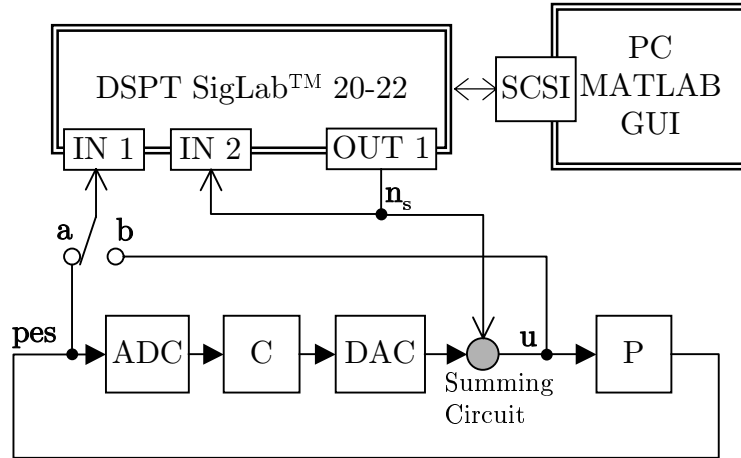 PC
MATLAB
GUI
DSPT SigLab™ 20-22
SCSI
IN 1
IN 2
OUT 1
nₛ
a
b
pes
ADC
C
DAC
u
P
Summing
Circuit